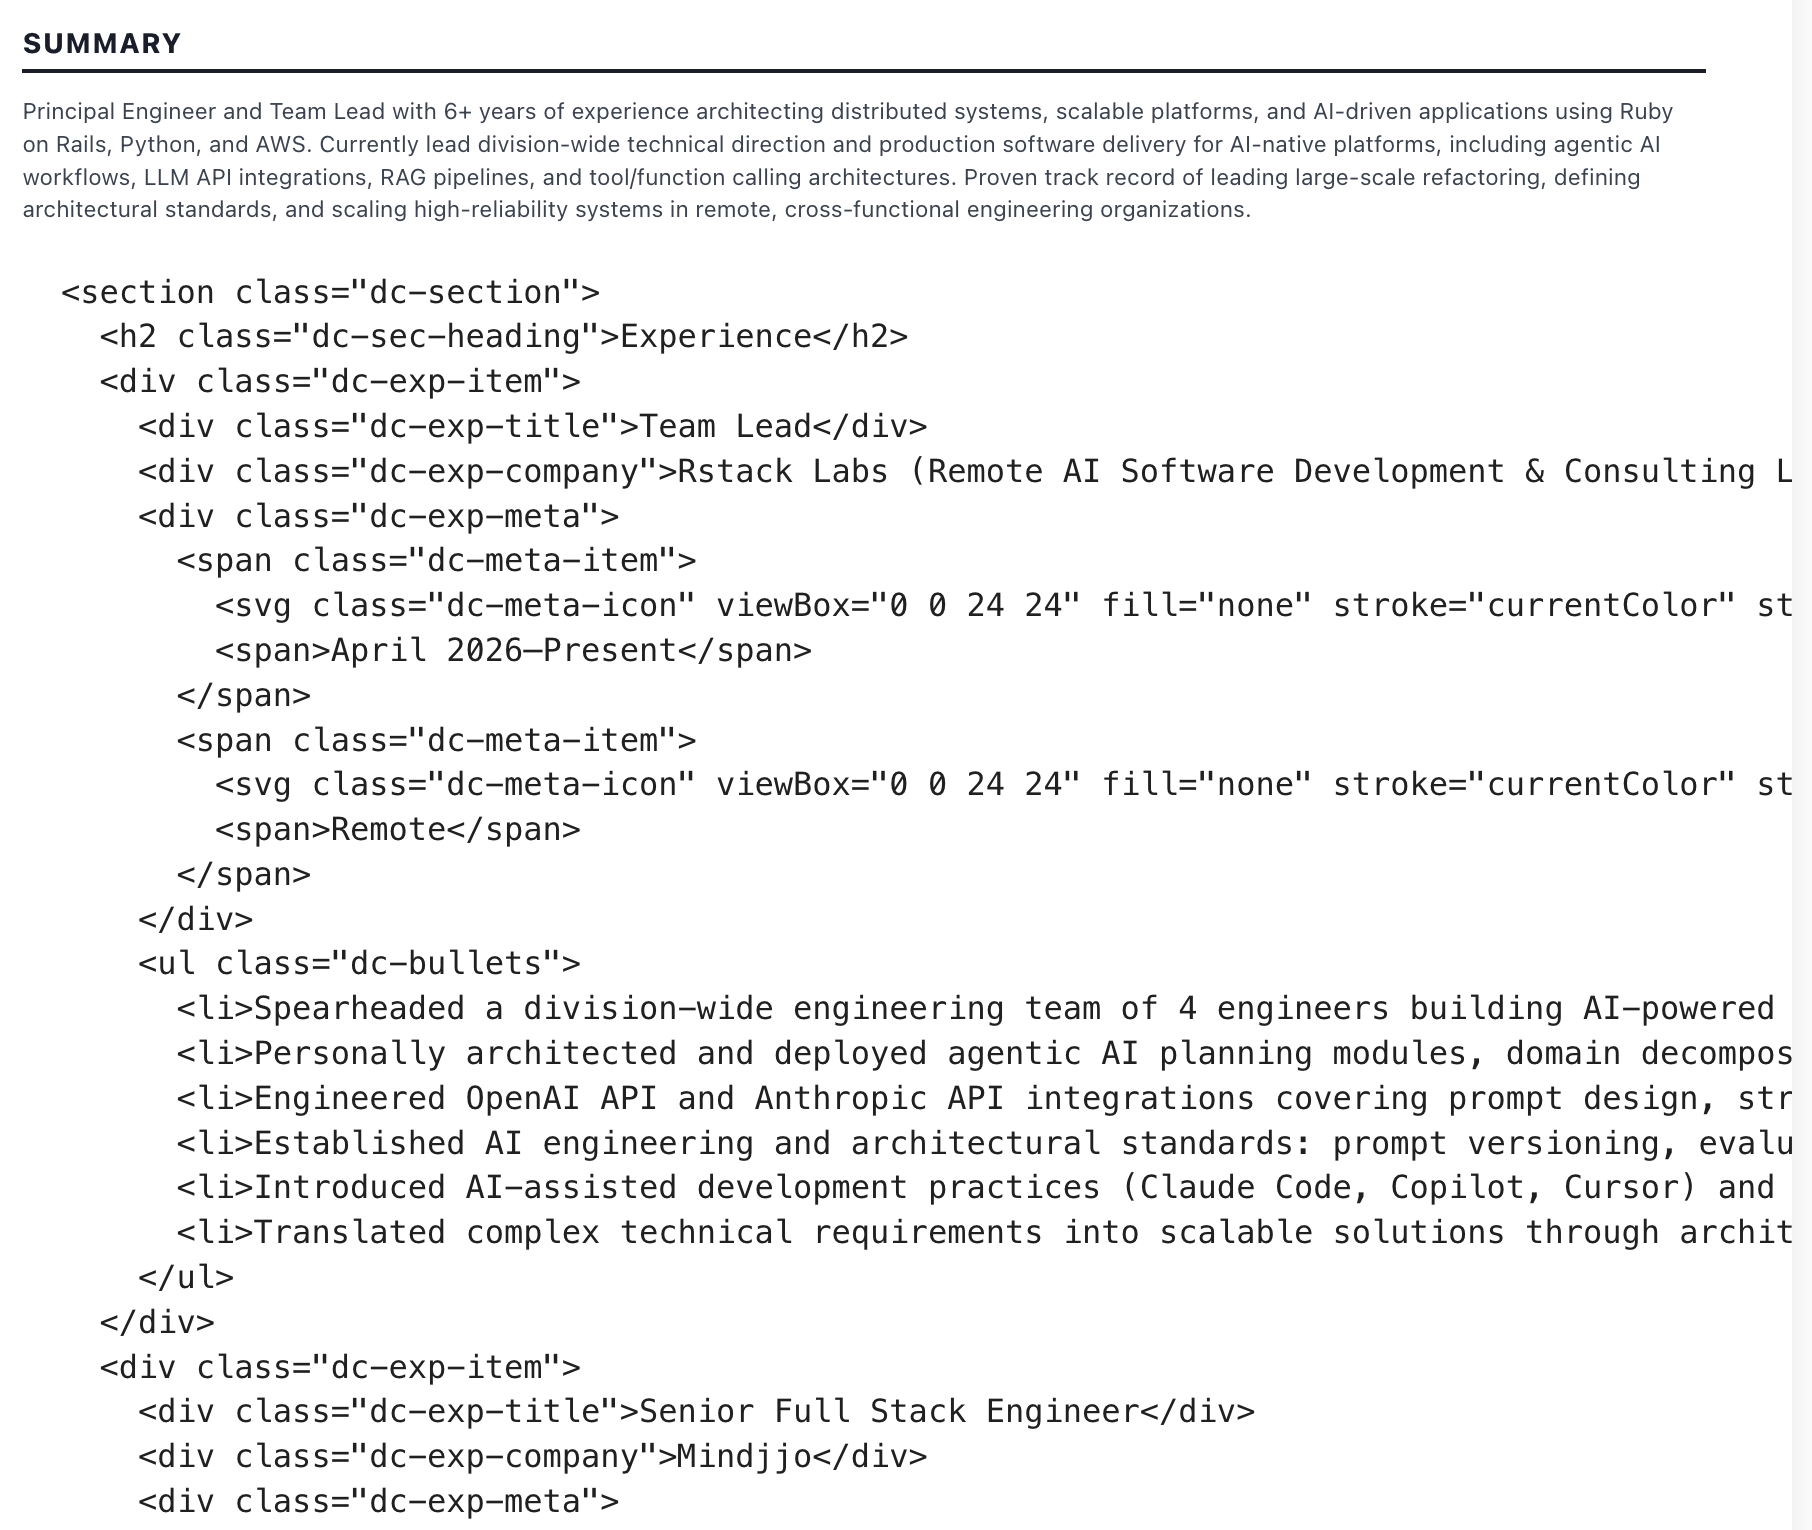 SUMMARY
Principal Engineer and Team Lead with 6+ years of experience architecting distributed systems, scalable platforms, and AI-driven applications using Ruby
on Rails, Python, and AWS. Currently lead division-wide technical direction and production software delivery for AI-native platforms, including agentic AI
workflows, LLM API integrations, RAG pipelines, and tool/function calling architectures. Proven track record of leading large-scale refactoring, defining
architectural standards, and scaling high-reliability systems in remote, cross-functional engineering organizations.
<section class="dc-section">
<h2 class="dc-sec-heading">Experience</h2>
<div class="dc-exp-item">
<div class="dc-exp-title">Team Lead</div>
<div class="dc-exp-company">Rstack Labs (Remote AI Software Development & Consulting L
<div class="dc-exp-meta">
<span class="dc-meta-item">
<svg class="dc-meta-icon" viewBox="0 0 24 24" fill="none" stroke="currentColor" st
<span>April 2026–Present</span>
</span>
<span class="dc-meta-item">
<svg class="dc-meta-icon" viewBox="0 0 24 24" fill="none" stroke="currentColor" st
<span>Remote</span>
</span>
</div>
<ul class="dc-bullets">
<li>Spearheaded a division-wide engineering team of 4 engineers building AI-powered
<li>Personally architected and deployed agentic AI planning modules, domain decompos
<li>Engineered OpenAI API and Anthropic API integrations covering prompt design, str
<li>Established AI engineering and architectural standards: prompt versioning, evalu
<li>Introduced AI-assisted development practices (Claude Code, Copilot, Cursor) and
<li>Translated complex technical requirements into scalable solutions through archit
</ul>
</div>
<div class="dc-exp-item">
<div class="dc-exp-title">Senior Full Stack Engineer</div>
<div class="dc-exp-company">Mindjjo</div>
<div class="dc-exp-meta">